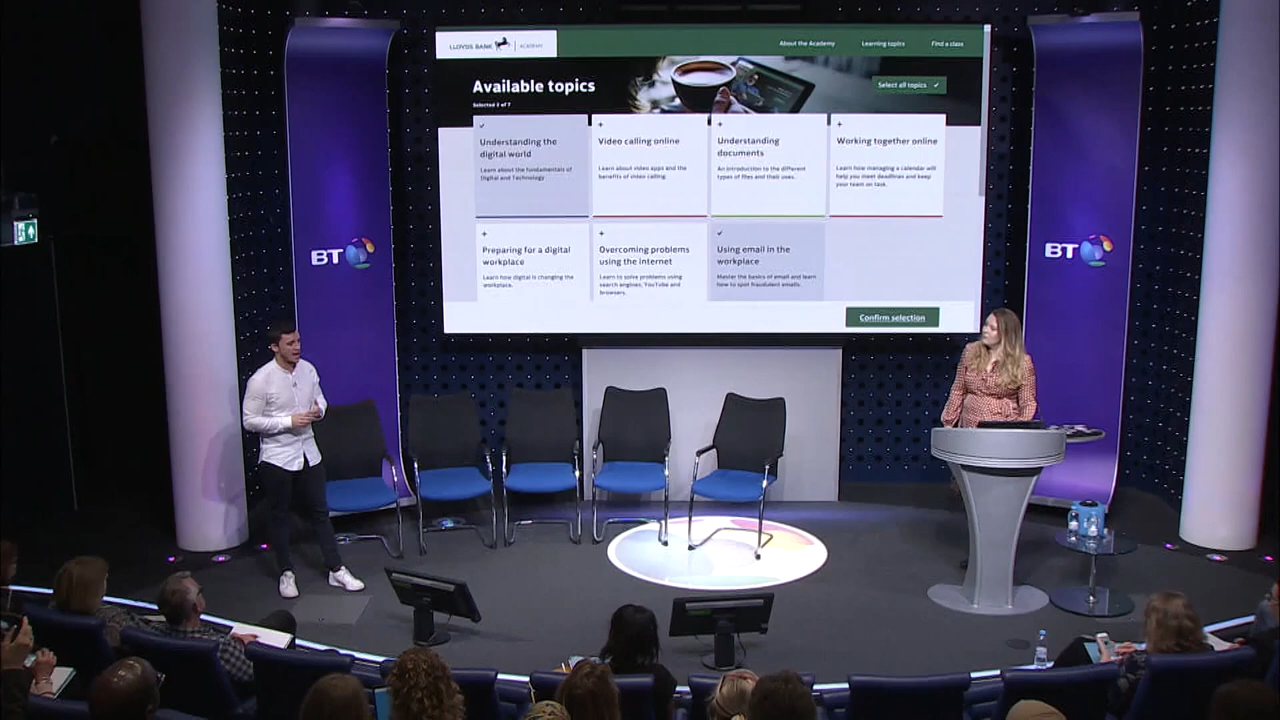 LLOYDS BANK | ACADEMY
About the Academy
Learning topics
Find a class
Available topics
Selected 2 of 7
Select all topics ✓
✓
Understanding the
digital world
Learn about the fundamentals of
Digital and Technology
+
Video calling online
Learn about video apps and the
benefits of video calling
+
Understanding
documents
An introduction to the different
types of files and their uses.
+
Working together online
Learn how managing a calendar will
help you meet deadlines and keep
your team on task.
+
Preparing for a digital
workplace
Learn how digital is changing the
workplace.
+
Overcoming problems
using the internet
Learn to solve problems using
search engines, YouTube and
browsers.
✓
Using email in the
workplace
Master the basics of email and learn
how to spot fraudulent emails.
Confirm selection
BT
BT